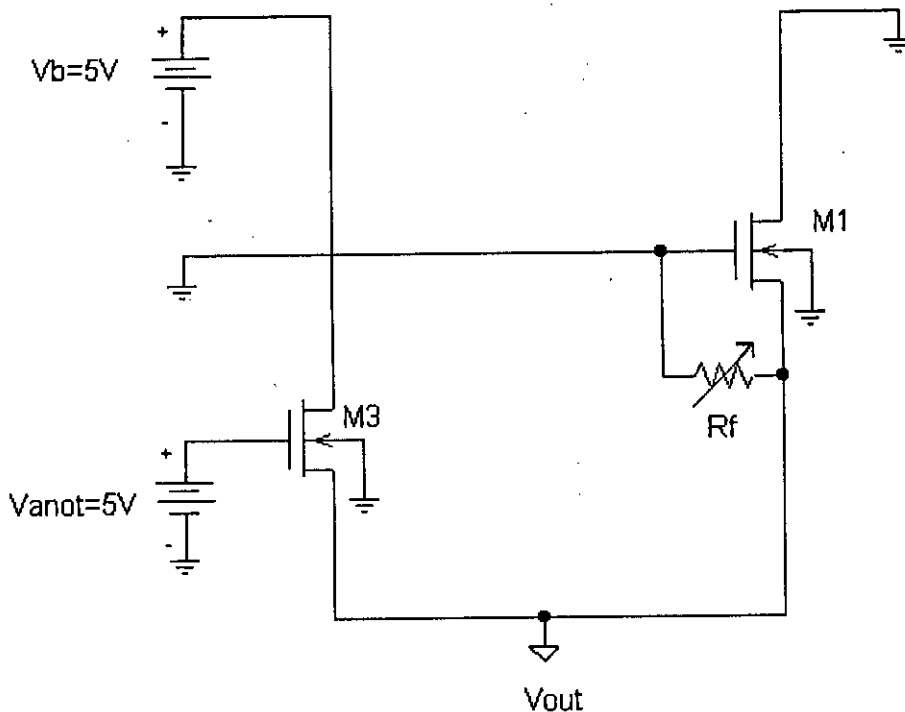 +
Vb=5V
-
M1
Rf
M3
+
Vanot=5V
-
Vout